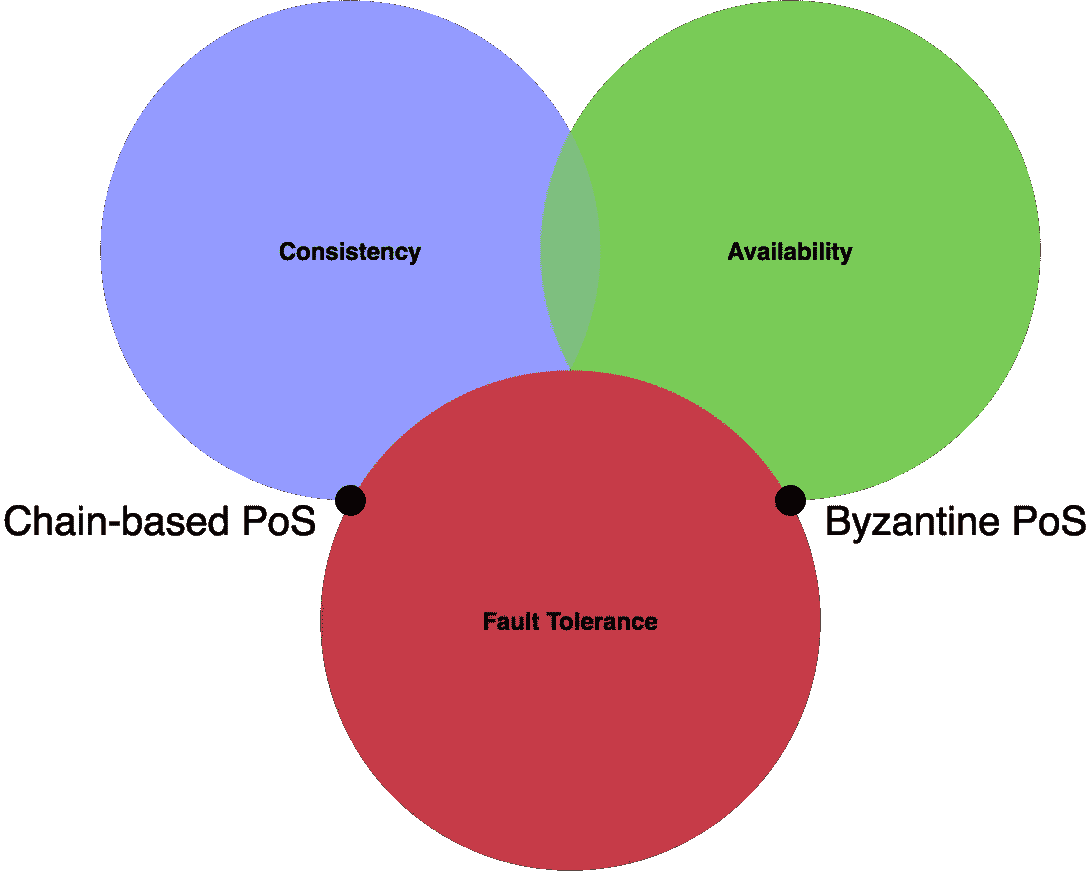 Consistency
Availability
Chain-based PoS
Byzantine PoS
Fault Tolerance